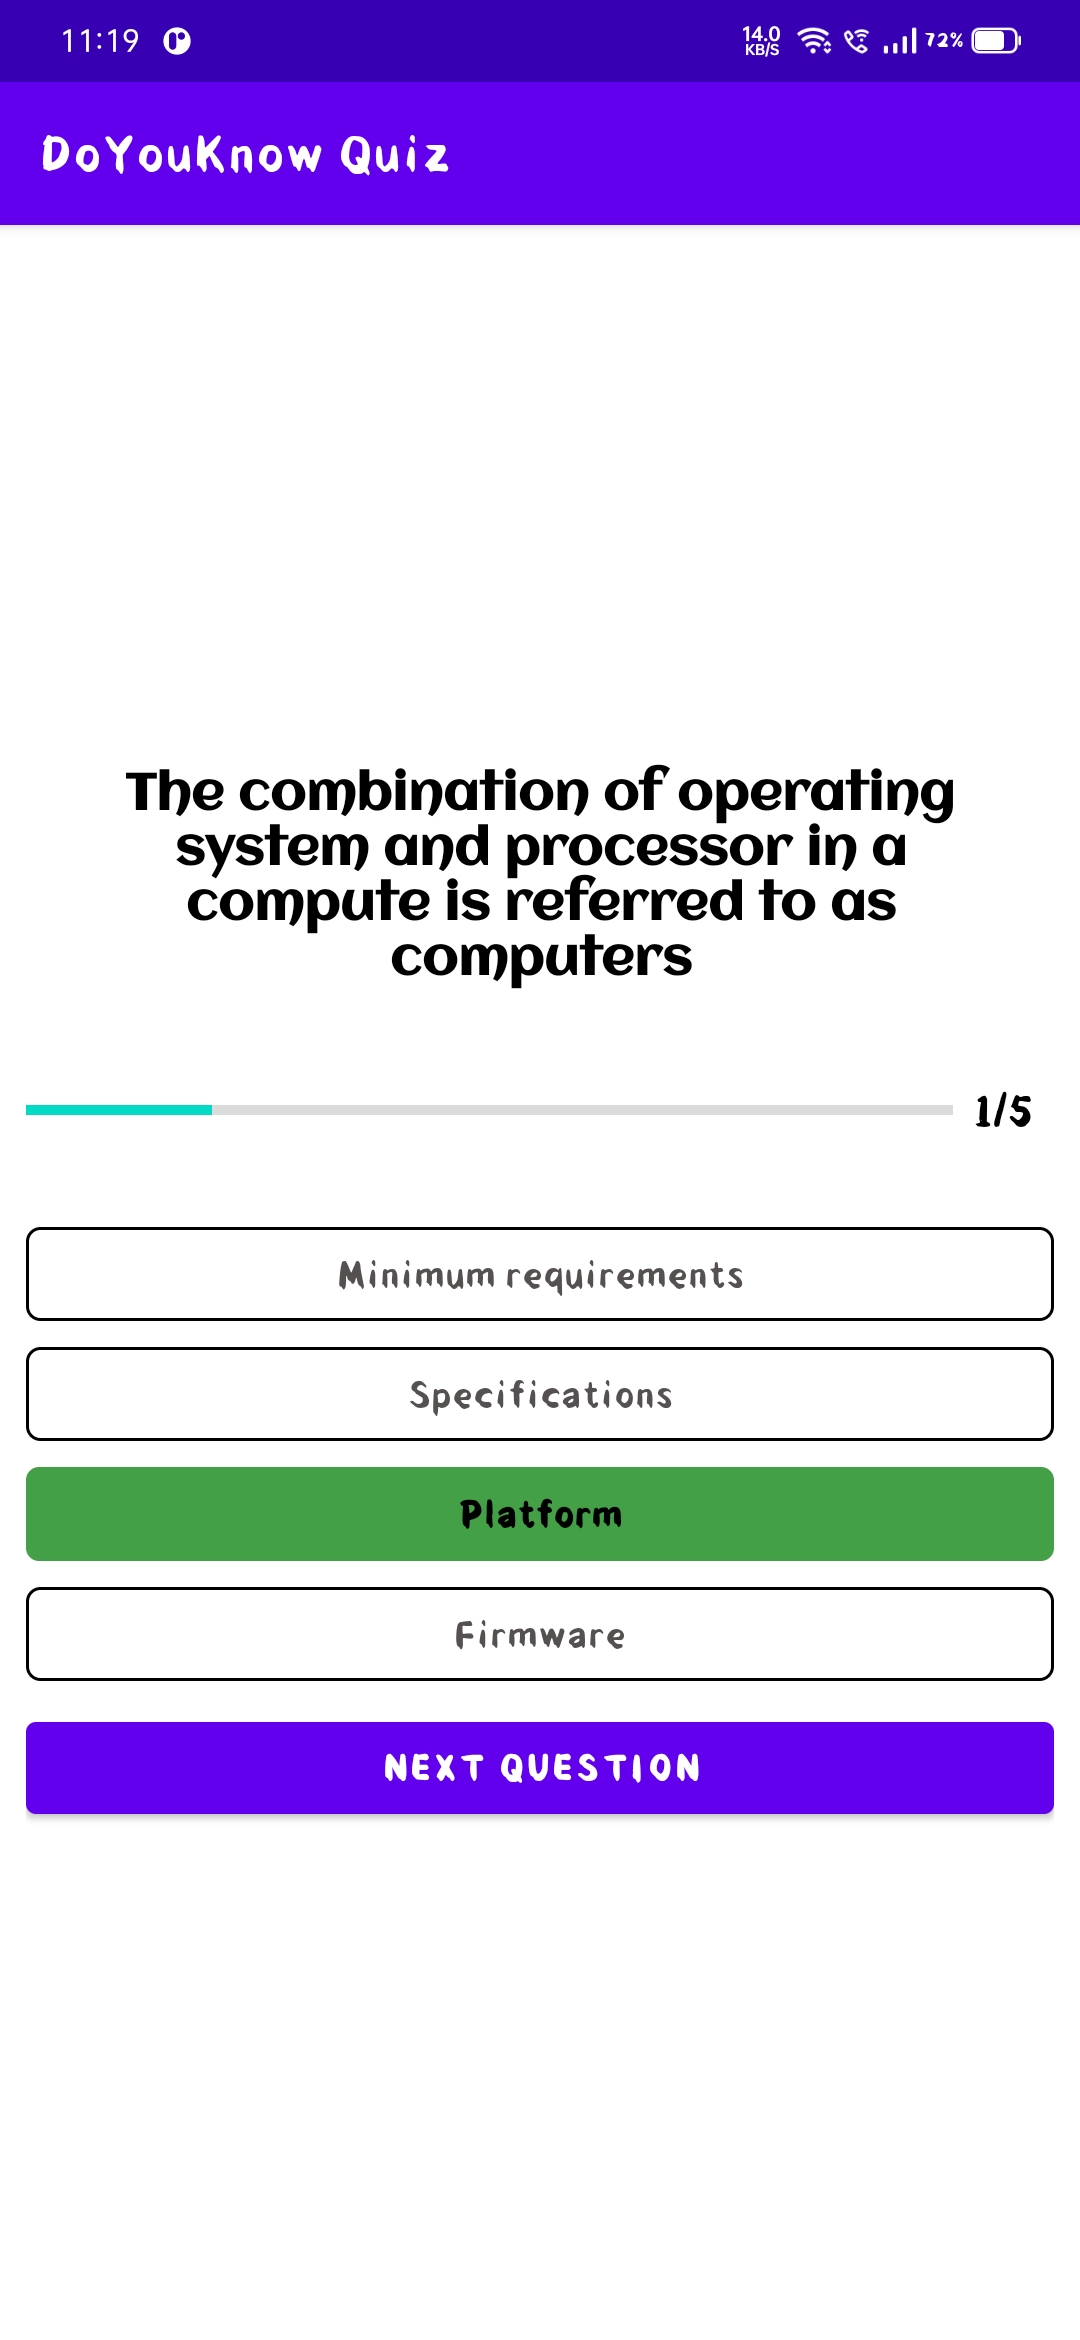 11:19
14.0
KB/S
72%
DoYouKnow Quiz
The combination of operating
system and processor in a
compute is referred to as
computers
1/5
Minimum requirements
Specifications
Platform
Firmware
NEXT QUESTION